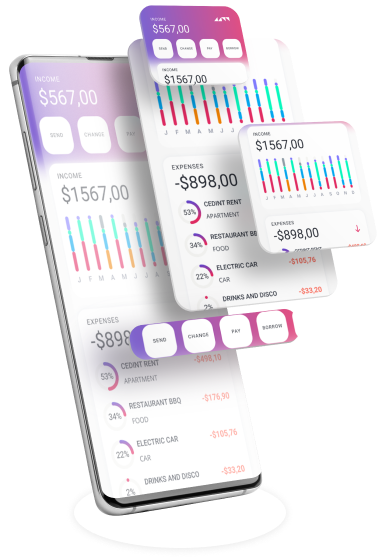 INCOME
$567,00
SEND
CHANGE
PAY
BORROW
INCOME
$1567,00
J F M A M J J
EXPENSES
-$898,00
53%
CEDINT RENT
APARTMENT
34%
RESTAURANT BB
FOOD
22%
ELECTRIC CAR
CAR
-$105,76
2%
DRINKS AND DISCO
-$33,20
INCOME
$1567,00
J F M A M J J A S O N D
EXPENSES
-$898,00
SEND
CHANGE
PAY
BORROW
INCOME
$567,00
SEND
CHANGE
PAY
INCOME
$1567,00
J F M A M J J A
EXPENSES
-$898
53%
CEDINT RENT
APARTMENT
-$498,10
34%
RESTAURANT BBQ
FOOD
-$176,90
22%
ELECTRIC CAR
CAR
-$105,76
2%
DRINKS AND DISCO
-$33,20